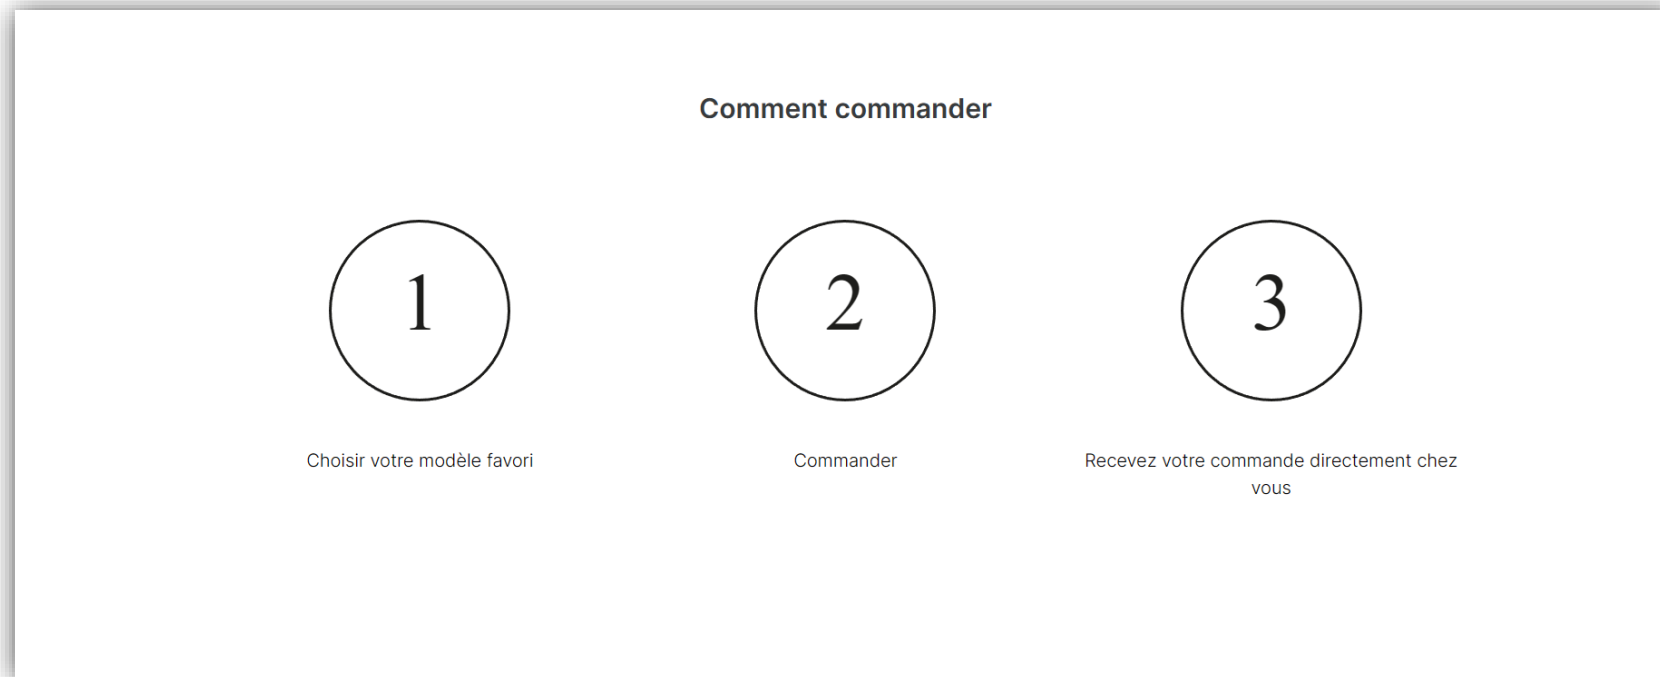 Comment commander
1
2
3
Choisir votre modèle favori
Commander
Recevez votre commande directement chez
vous